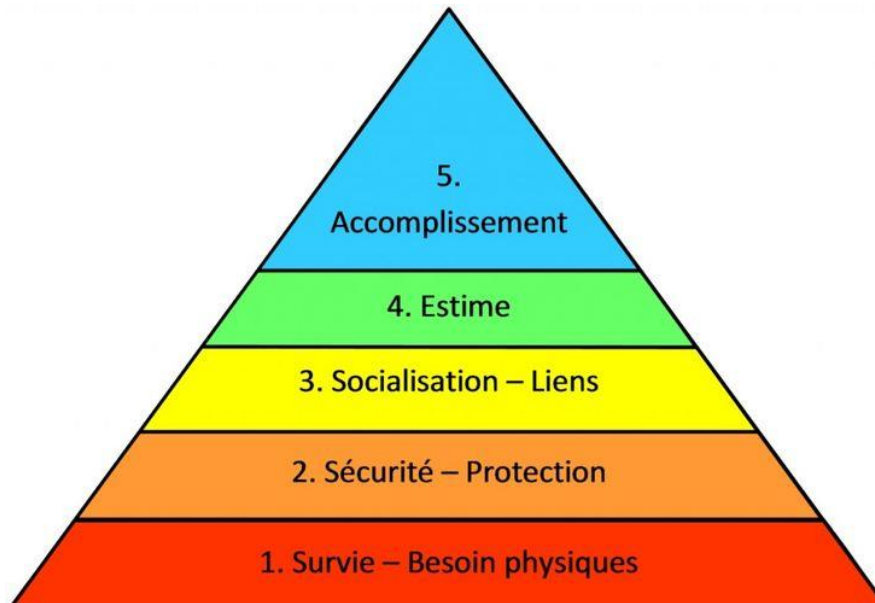 5.
Accomplissement
4. Estime
3. Socialisation – Liens
2. Sécurité – Protection
1. Survie – Besoin physiques